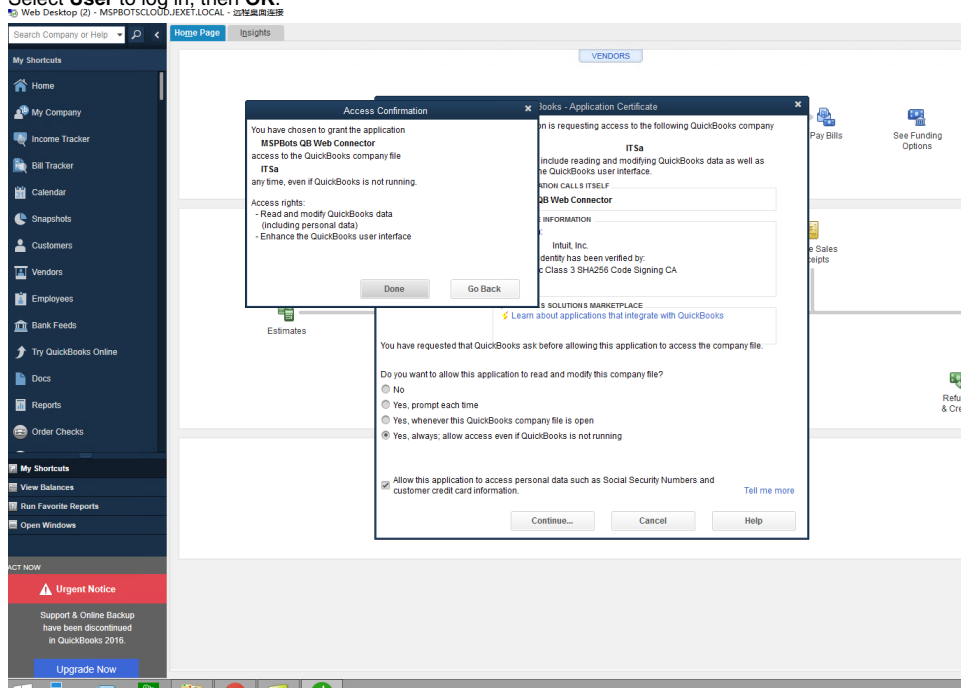 Select User to log in, then OK.
Web Desktop (2) - MSPBOTSCLOUD.JEXET.LOCAL - 远程桌面连接
Search Company or Help
Home Page
Insights
My Shortcuts
Home
My Company
Income Tracker
Bill Tracker
Calendar
Snapshots
Customers
Vendors
Employees
Bank Feeds
Try QuickBooks Online
Docs
Reports
Order Checks
My Shortcuts
View Balances
Run Favorite Reports
Open Windows
ACT NOW
Urgent Notice
Support & Online Backup
have been discontinued
in QuickBooks 2016.
Upgrade Now
VENDORS
Pay Bills
See Funding
Options
Estimates
Access Confirmation
You have chosen to grant the application
MSPBots QB Web Connector
access to the QuickBooks company file
ITSa
any time, even if QuickBooks is not running.
Access rights:
- Read and modify QuickBooks data
(including personal data)
- Enhance the QuickBooks user interface
Done
Go Back
Books - Application Certificate
on is requesting access to the following QuickBooks company
ITSa
include reading and modifying QuickBooks data as well as
he QuickBooks user interface.
ATION CALLS ITSELF
QB Web Connector
E INFORMATION
Intuit, Inc.
dentity has been verified by:
c Class 3 SHA256 Code Signing CA
S SOLUTIONS MARKETPLACE
Learn about applications that integrate with QuickBooks
You have requested that QuickBooks ask before allowing this application to access the company file.
Do you want to allow this application to read and modify this company file?
No
Yes, prompt each time
Yes, whenever this QuickBooks company file is open
Yes, always; allow access even if QuickBooks is not running
Allow this application to access personal data such as Social Security Numbers and
customer credit card information.
Tell me more
Continue...
Cancel
Help
e Sales
ceipts
Refu
& Cre